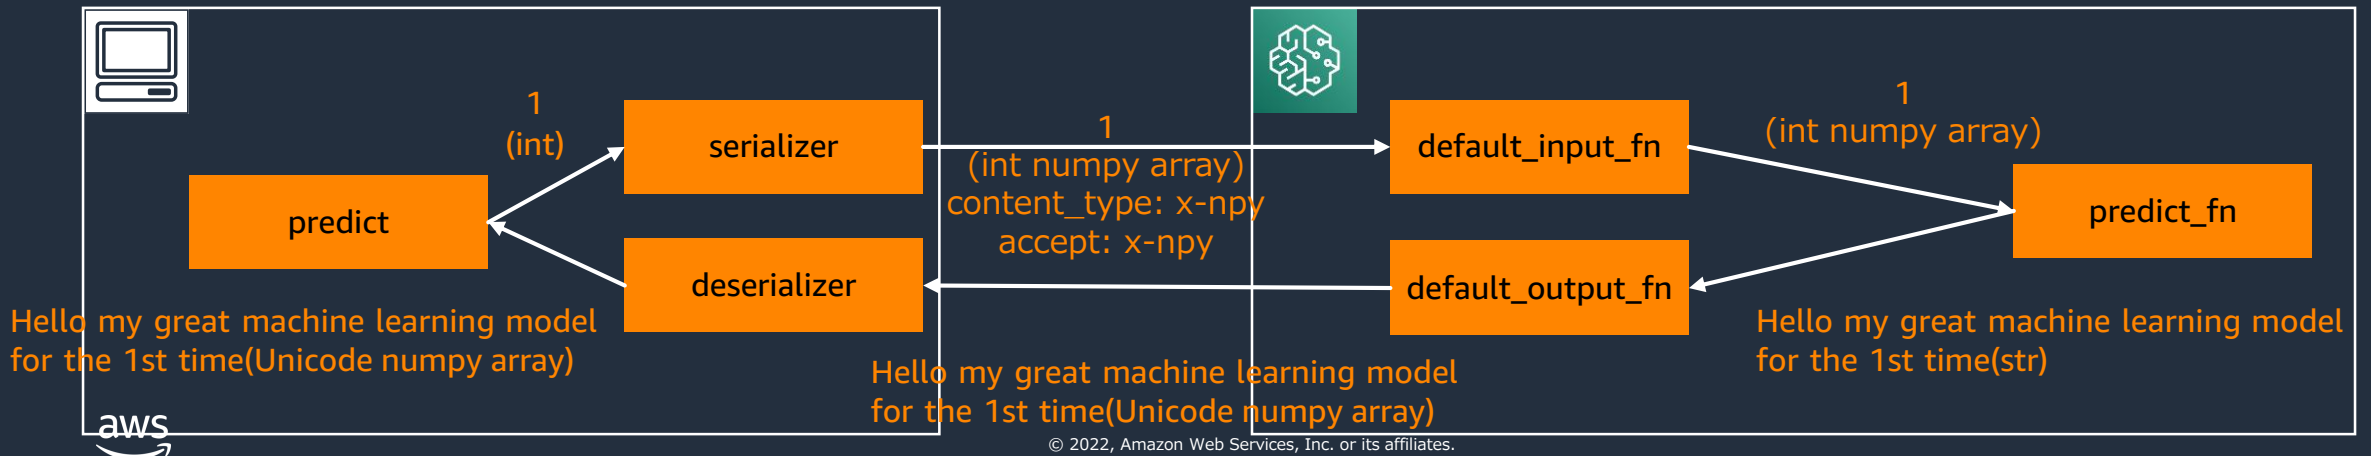 1
(int)
serializer
predict
deserializer
Hello my great machine learning model
for the 1st time(Unicode numpy array)
1
(int numpy array)
content_type: x-npy
accept: x-npy
Hello my great machine learning model
for the 1st time(Unicode numpy array)
default_input_fn
1
(int numpy array)
predict_fn
default_output_fn
Hello my great machine learning model
for the 1st time(str)
aws
© 2022, Amazon Web Services, Inc. or its affiliates.